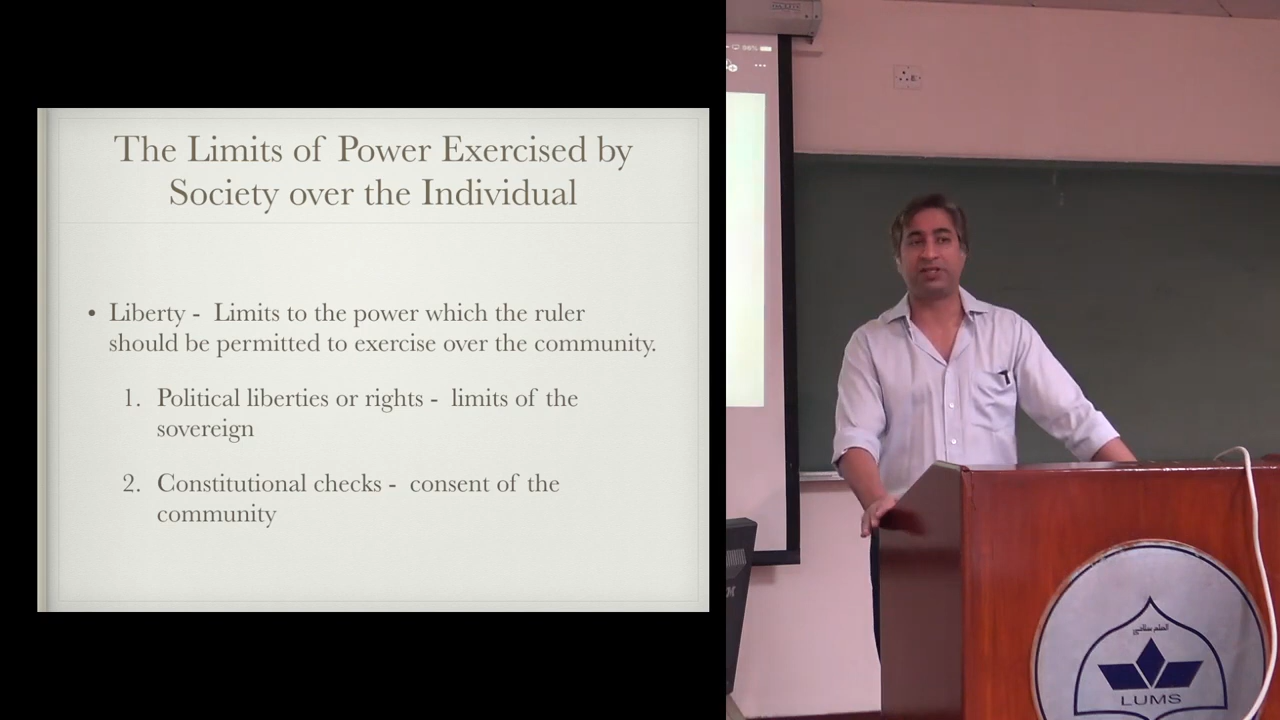 The Limits of Power Exercised by
Society over the Individual
• Liberty - Limits to the power which the ruler
should be permitted to exercise over the community.
1. Political liberties or rights - limits of the
sovereign
2. Constitutional checks - consent of the
community
96%
LUMS